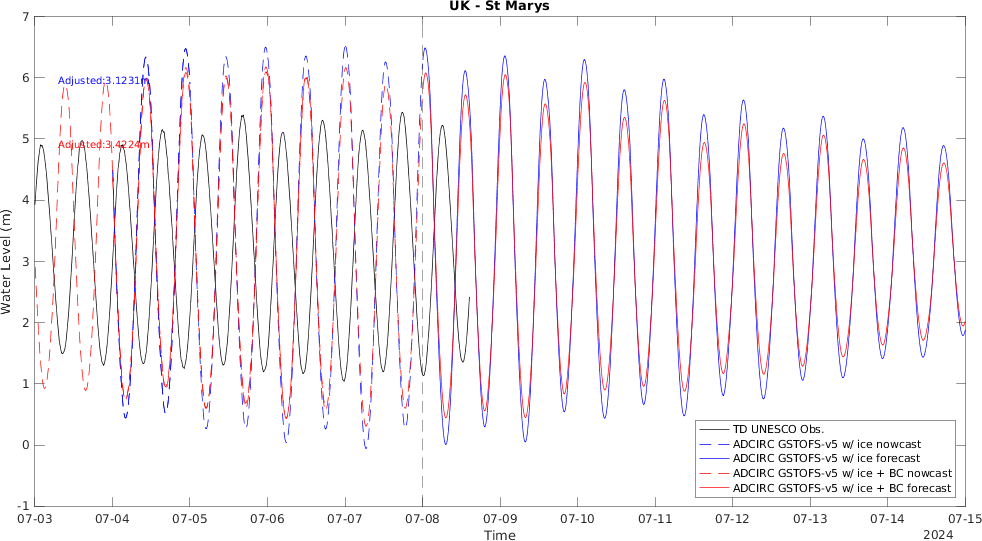 UK - St Marys
Water Level (m)
7
6
5
4
3
2
1
0
-1
Adjusted:3.1231m
Adjusted:3.4224m
TD UNESCO Obs.
ADCIRC GSTOFS-v5 w/ ice nowcast
ADCIRC GSTOFS-v5 w/ ice forecast
ADCIRC GSTOFS-v5 w/ ice + BC nowcast
ADCIRC GSTOFS-v5 w/ ice + BC forecast
07-03 07-04 07-05 07-06 07-07 07-08 07-09 07-10 07-11 07-12 07-13 07-14 07-15
Time
2024